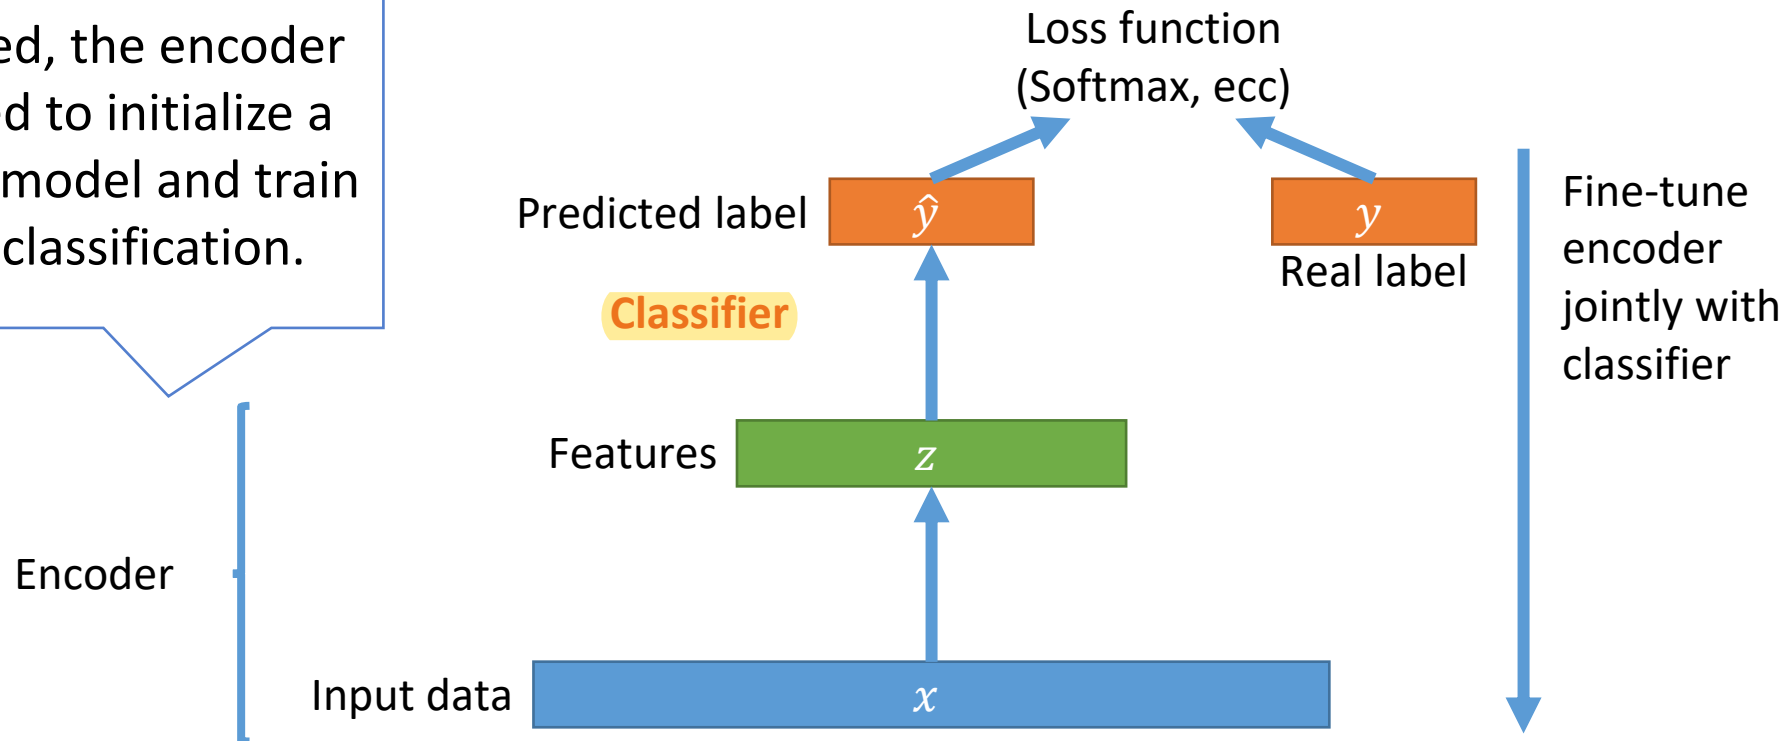 ed, the encoder
d to initialize a
model and train
classification.
Loss function
(Softmax, ecc)
Predicted label
ŷ
y
Real label
Fine-tune
encoder
jointly with
classifier
Classifier
Features
z
Encoder
Input data
x